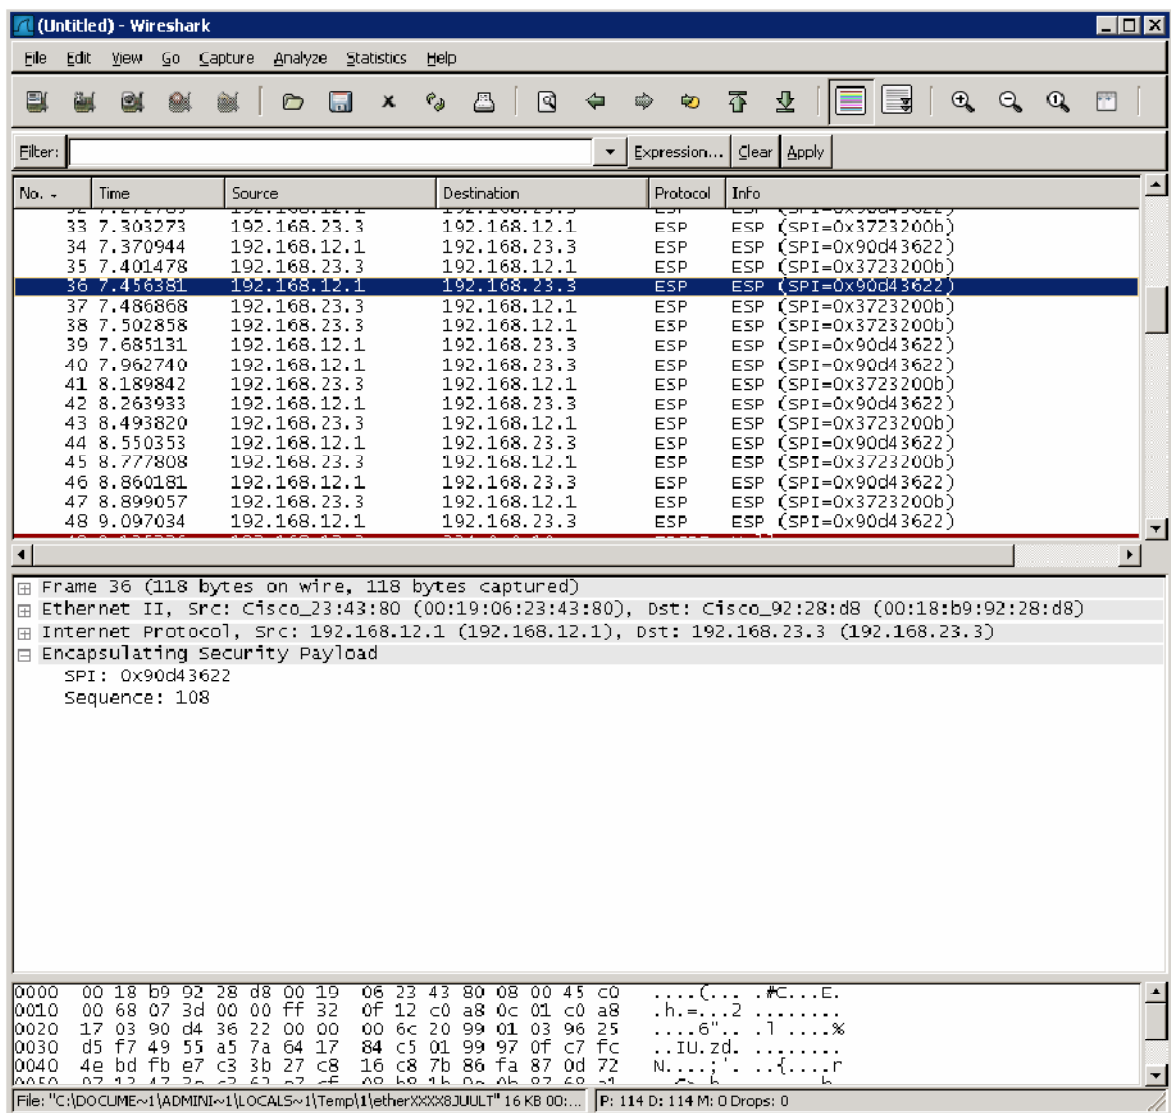 (Untitled) - Wireshark
File Edit View Go Capture Analyze Statistics Help
Filter: Expression... Clear Apply
No. - Time Source Destination Protocol Info
33 7.303273 192.168.23.3 192.168.12.1 ESP ESP (SPI=0x3723200b)
34 7.370944 192.168.12.1 192.168.23.3 ESP ESP (SPI=0x90d43622)
35 7.401478 192.168.23.3 192.168.12.1 ESP ESP (SPI=0x3723200b)
36 7.456381 192.168.12.1 192.168.23.3 ESP ESP (SPI=0x90d43622)
37 7.486868 192.168.23.3 192.168.12.1 ESP ESP (SPI=0x3723200b)
38 7.502858 192.168.23.3 192.168.12.1 ESP ESP (SPI=0x3723200b)
39 7.685131 192.168.12.1 192.168.23.3 ESP ESP (SPI=0x90d43622)
40 7.962740 192.168.12.1 192.168.23.3 ESP ESP (SPI=0x90d43622)
41 8.189842 192.168.23.3 192.168.12.1 ESP ESP (SPI=0x3723200b)
42 8.263933 192.168.12.1 192.168.23.3 ESP ESP (SPI=0x90d43622)
43 8.493820 192.168.23.3 192.168.12.1 ESP ESP (SPI=0x3723200b)
44 8.550353 192.168.12.1 192.168.23.3 ESP ESP (SPI=0x90d43622)
45 8.777808 192.168.23.3 192.168.12.1 ESP ESP (SPI=0x3723200b)
46 8.860181 192.168.12.1 192.168.23.3 ESP ESP (SPI=0x90d43622)
47 8.899057 192.168.23.3 192.168.12.1 ESP ESP (SPI=0x3723200b)
48 9.097034 192.168.12.1 192.168.23.3 ESP ESP (SPI=0x90d43622)
Frame 36 (118 bytes on wire, 118 bytes captured)
Ethernet II, Src: Cisco_23:43:80 (00:19:06:23:43:80), Dst: Cisco_92:28:d8 (00:18:b9:92:28:d8)
Internet Protocol, Src: 192.168.12.1 (192.168.12.1), Dst: 192.168.23.3 (192.168.23.3)
Encapsulating Security Payload
SPI: 0x90d43622
Sequence: 108
0000 00 18 b9 92 28 d8 00 19 06 23 43 80 08 00 45 c0 ....(... .#C...E.
0010 00 68 07 3d 00 00 ff 32 0f 12 c0 a8 0c 01 c0 a8 .h.=...2 ........
0020 17 03 90 d4 36 22 00 00 00 6c 20 99 01 03 96 25 ....6".. .l ....%
0030 d5 f7 49 55 a5 7a 64 17 84 c5 01 99 97 0f c7 fc ..IU.zd. ........
0040 4e bd fb e7 c3 3b 27 c8 16 c8 7b 86 fa 87 0d 72 N....;'. ..{....r
File: "C:\DOCUME~1\ADMINI~1\LOCALS~1\Temp\1\etherXXXX8JUULT" 16 KB 00:... P: 114 D: 114 M: 0 Drops: 0